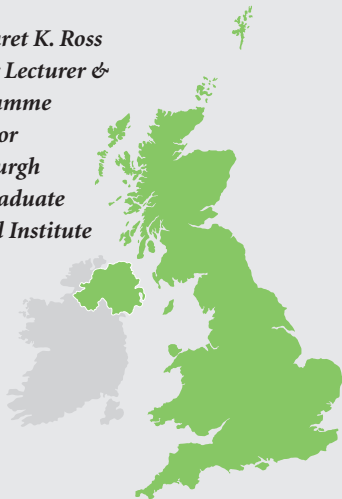 ret K. Ross
Lecturer &
amme
or
urgh
aduate
l Institute